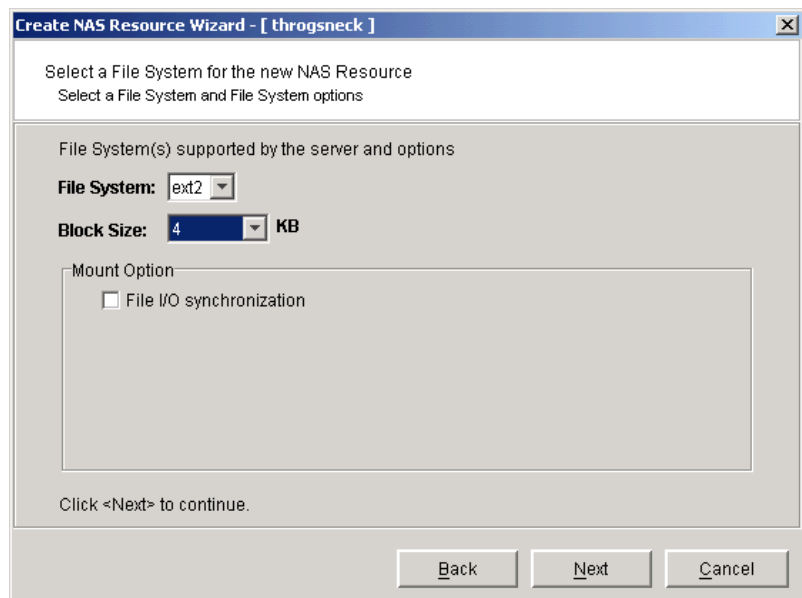 Create NAS Resource Wizard - [ throgsneck ]
Select a File System for the new NAS Resource
Select a File System and File System options
File System(s) supported by the server and options
File System: ext2
Block Size: 4 KB
Mount Option
File I/O synchronization
Click <Next> to continue.
Back Next Cancel